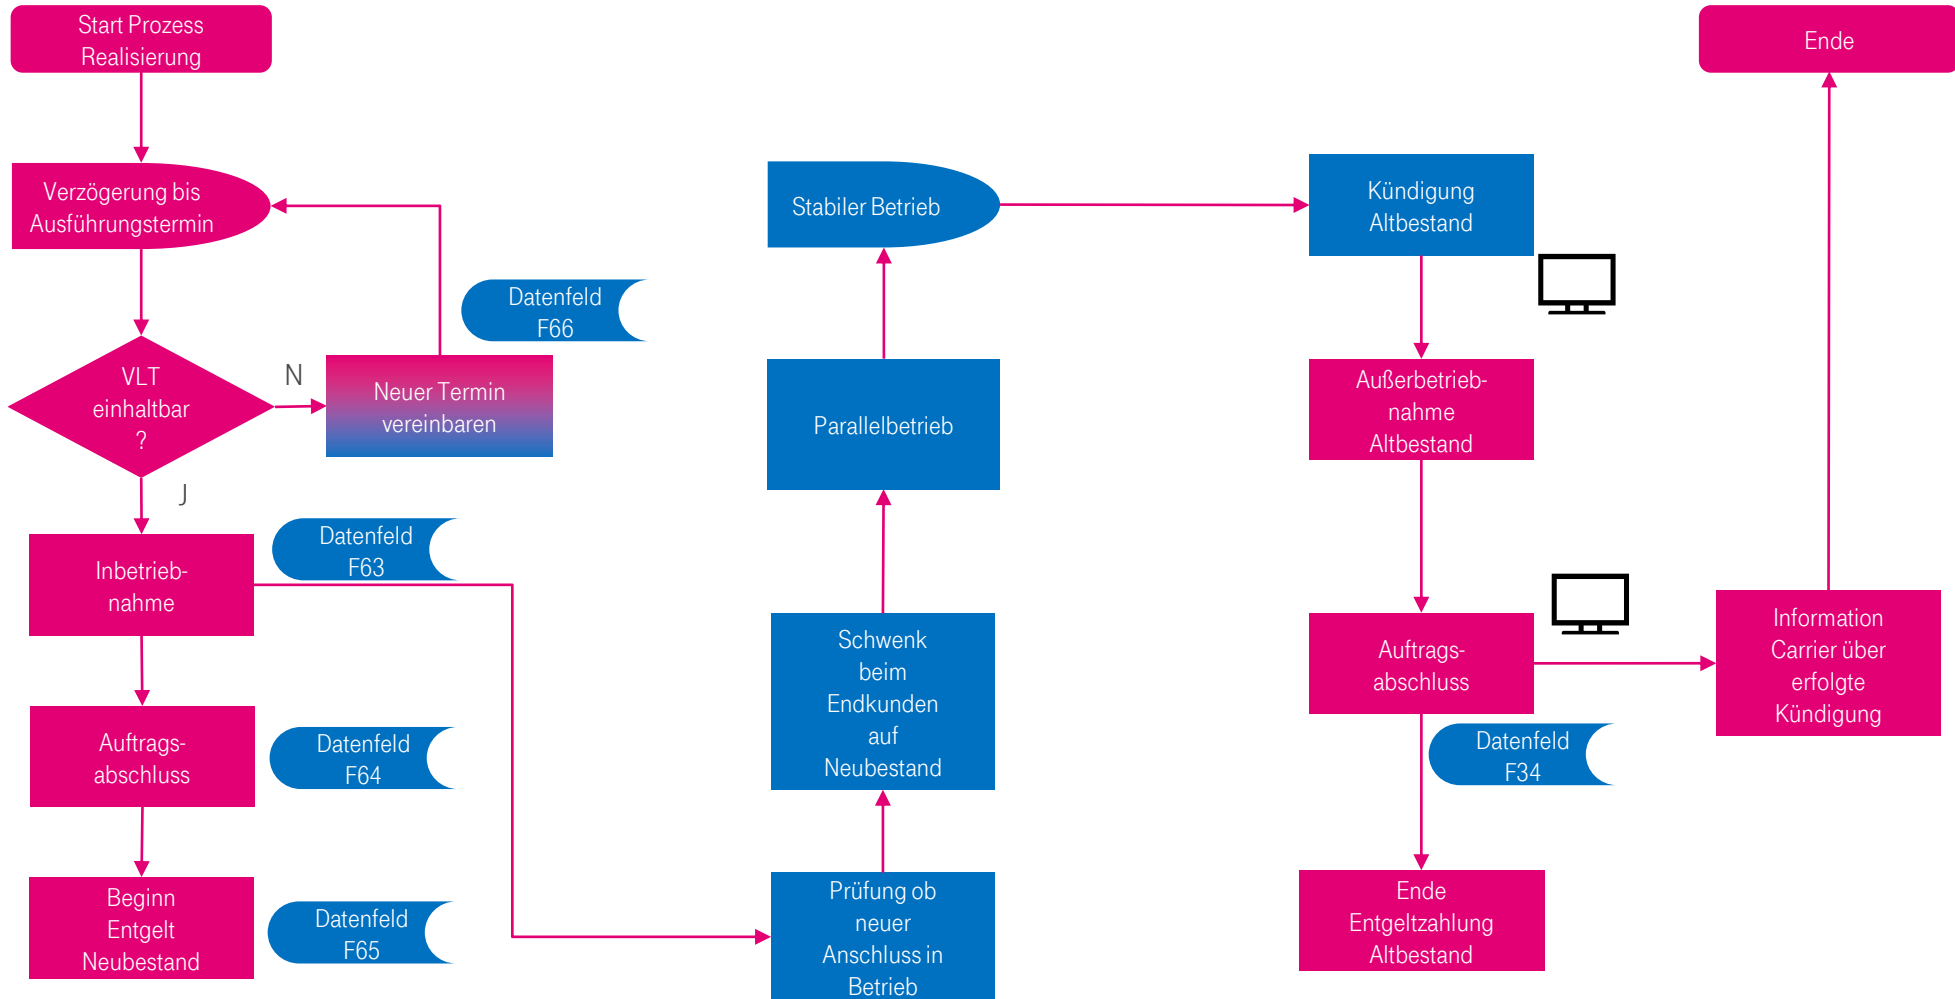 Start Prozess
Realisierung
Verzögerung bis
Ausführungstermin
Datenfeld
F66
VLT
einhaltbar
?
N
Neuer Termin
vereinbaren
J
Inbetrieb-
nahme
Datenfeld
F63
Auftrags-
abschluss
Datenfeld
F64
Beginn
Entgelt
Neubestand
Datenfeld
F65
Stabiler Betrieb
Parallelbetrieb
Schwenk
beim
Endkunden
auf
Neubestand
Prüfung ob
neuer
Anschluss in
Betrieb
Kündigung
Altbestand
Außerbetrieb-
nahme
Altbestand
Auftrags-
abschluss
Datenfeld
F34
Ende
Entgeltzahlung
Altbestand
Information
Carrier über
erfolgte
Kündigung
Ende